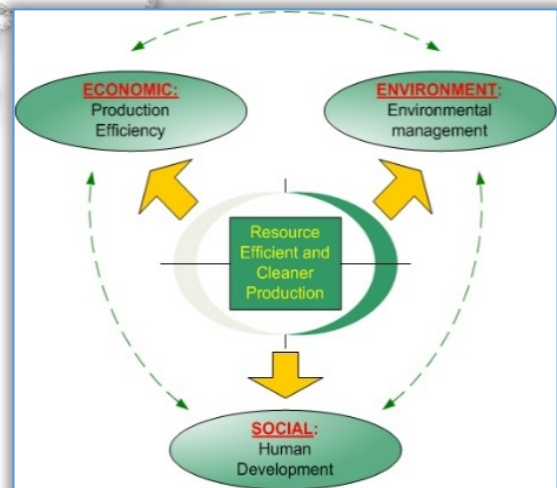 ECONOMIC:
Production
Efficiency
ENVIRONMENT:
Environmental
management
Resource
Efficient and
Cleaner
Production
SOCIAL:
Human
Development